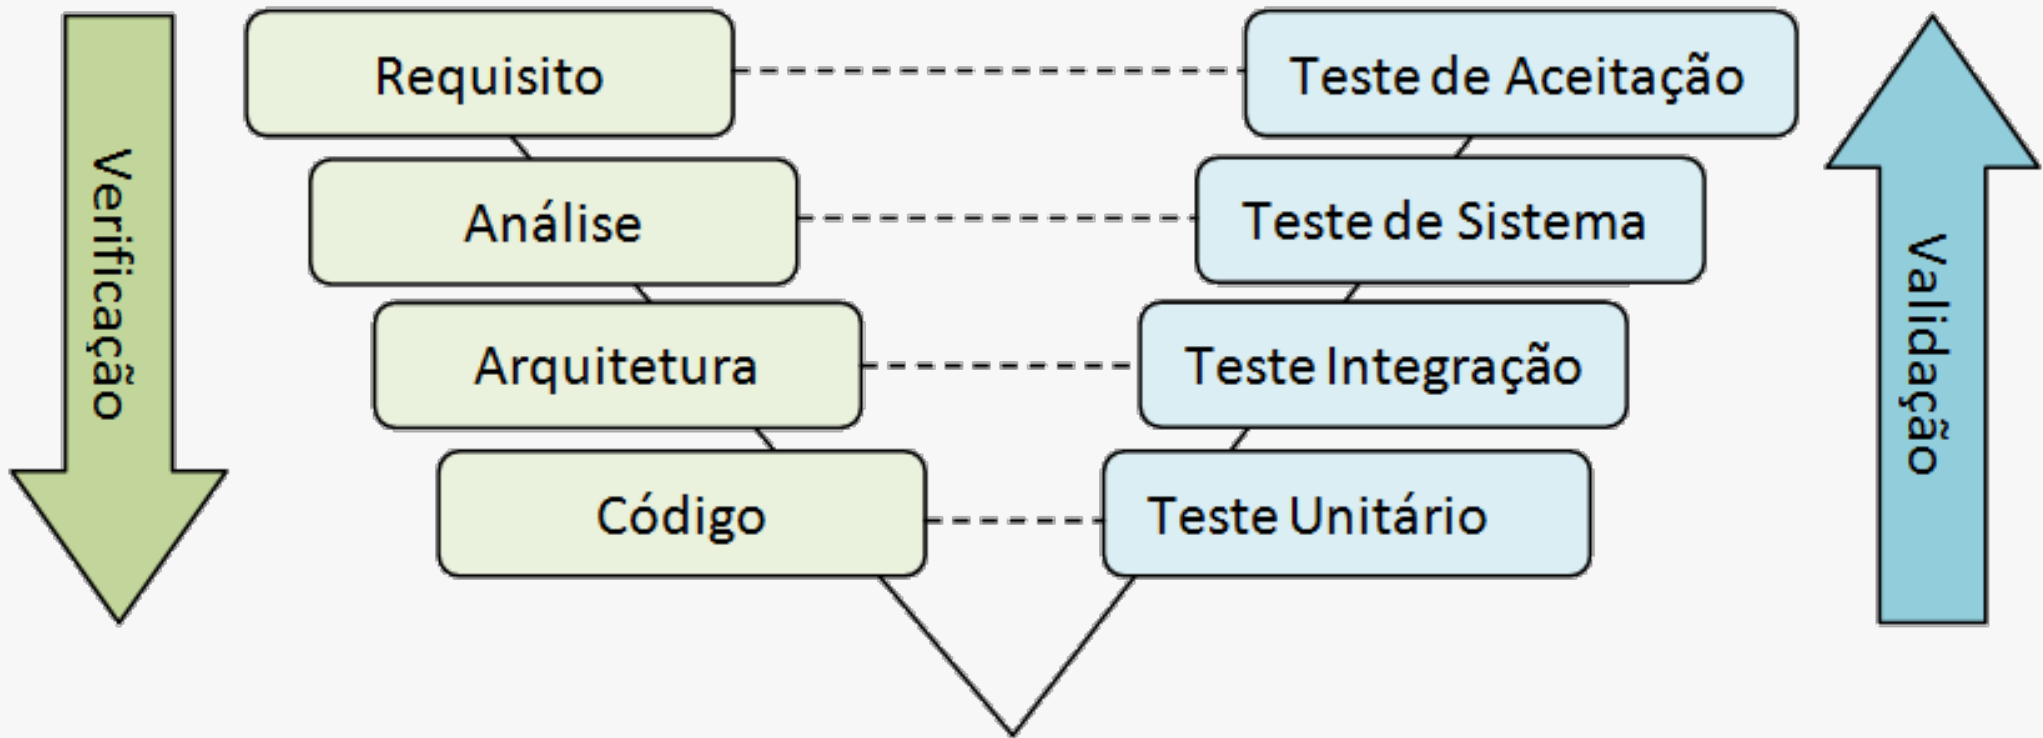 Verificação
Requisito
Teste de Aceitação
Análise
Teste de Sistema
Arquitetura
Teste Integração
Código
Teste Unitário
Validação